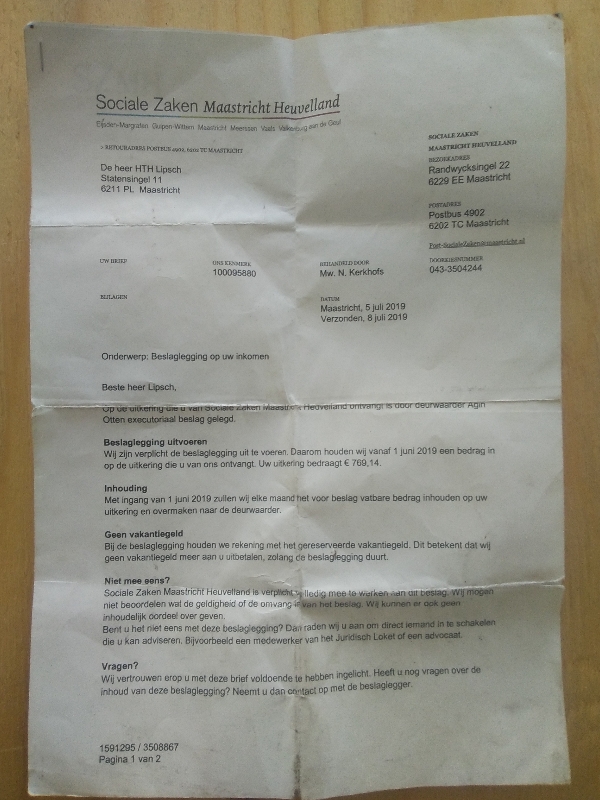 Sociale Zaken Maastricht Heuvelland
Eijsden-Margraten Gulpen-Wittem Maastricht Meerssen Vaals Valkenburg aan de Geul
SOCIALE ZAKEN
MAASTRICHT HEUVELLAND
> RETOURADRES POSTBUS 4902, 6202 TC MAASTRICHT
BEZOEKADRES
De heer HTH Lipsch
Statensingel 11
6211 PL Maastricht
Randwycksingel 22
6229 EE Maastricht
POSTADRES
Postbus 4902
6202 TC Maastricht
Post-SocialeZaken@maastricht.nl
UW BRIEF
ONS KENMERK
100095880
BEHANDELD DOOR
Mw. N. Kerkhofs
DOORKIESNUMMER
043-3504244
BIJLAGEN
DATUM
Maastricht, 5 juli 2019
Verzonden, 8 juli 2019
Onderwerp: Beslaglegging op uw inkomen
Beste heer Lipsch,
Op de uitkering die u van Sociale Zaken Maastricht Heuvelland ontvangt is door deurwaarder Agin
Otten executoriaal beslag gelegd.
Beslaglegging uitvoeren
Wij zijn verplicht de beslaglegging uit te voeren. Daarom houden wij vanaf 1 juni 2019 een bedrag in
op de uitkering die u van ons ontvangt. Uw uitkering bedraagt € 769,14.
Inhouding
Met ingang van 1 juni 2019 zullen wij elke maand het voor beslag vatbare bedrag inhouden op uw
uitkering en overmaken naar de deurwaarder.
Geen vakantiegeld
Bij de beslaglegging houden we rekening met het gereserveerde vakantiegeld. Dit betekent dat wij
geen vakantiegeld meer aan u uitbetalen, zolang de beslaglegging duurt.
Niet mee eens?
Sociale Zaken Maastricht Heuvelland is verplicht volledig mee te werken aan dit beslag. Wij mogen
niet beoordelen wat de geldigheid of de omvang is van het beslag. Wij kunnen er ook geen
inhoudelijk oordeel over geven.
Bent u het niet eens met deze beslaglegging? Dan raden wij u aan om direct iemand in te schakelen
die u kan adviseren. Bijvoorbeeld een medewerker van het Juridisch Loket of een advocaat.
Vragen?
Wij vertrouwen erop u met deze brief voldoende te hebben ingelicht. Heeft u nog vragen over de
inhoud van deze beslaglegging? Neemt u dan contact op met de beslaglegger.
1591295 / 3508867
Pagina 1 van 2